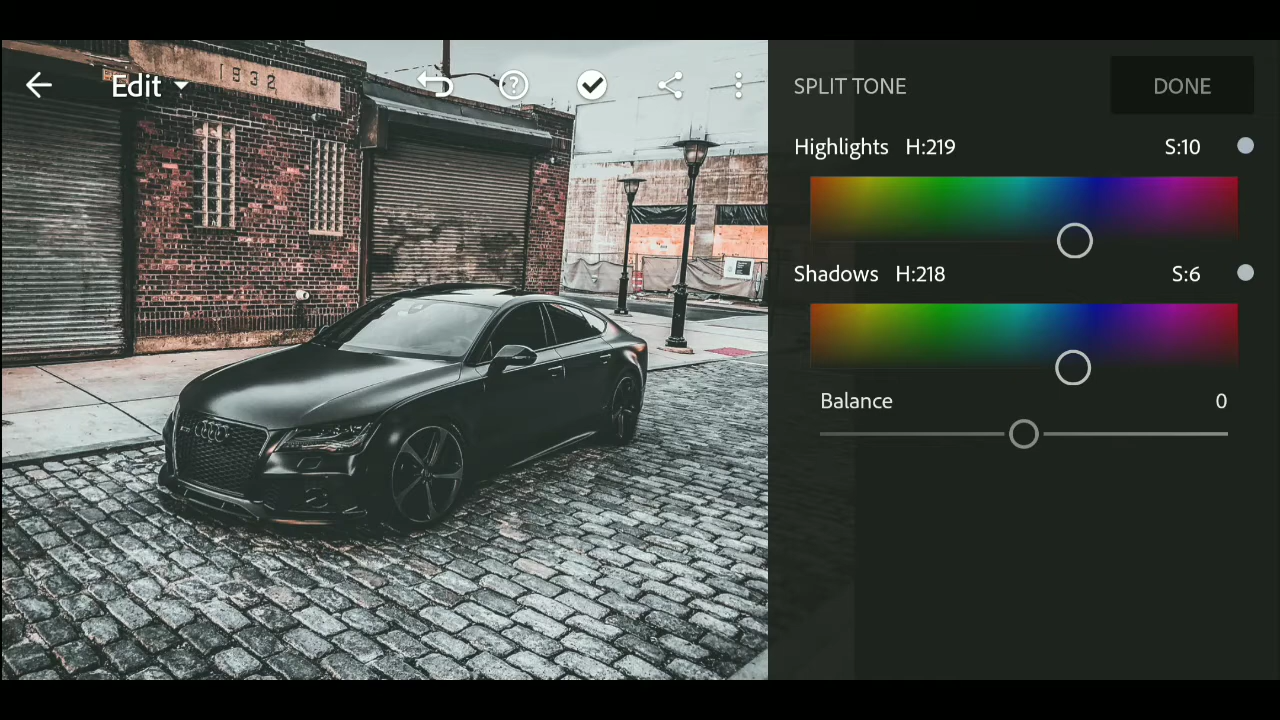 Edit
1932
SPLIT TONE
DONE
Highlights H:219 S:10
Shadows H:218 S:6
Balance 0